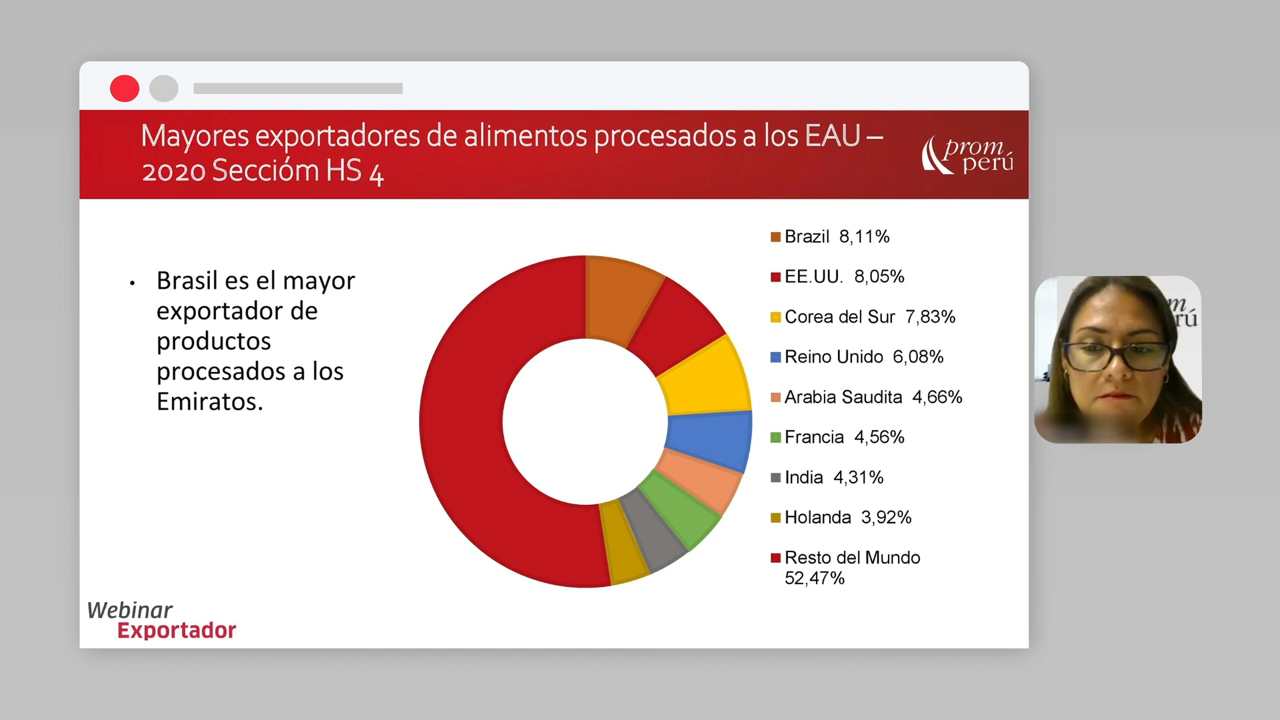 Mayores exportadores de alimentos procesados a los EAU –
2020 Seccióm HS 4
prom
perú
• Brasil es el mayor
exportador de
productos
procesados a los
Emiratos.
Brazil 8,11%
EE.UU. 8,05%
Corea del Sur 7,83%
Reino Unido 6,08%
Arabia Saudita 4,66%
Francia 4,56%
India 4,31%
Holanda 3,92%
Resto del Mundo
52,47%
Webinar
Exportador